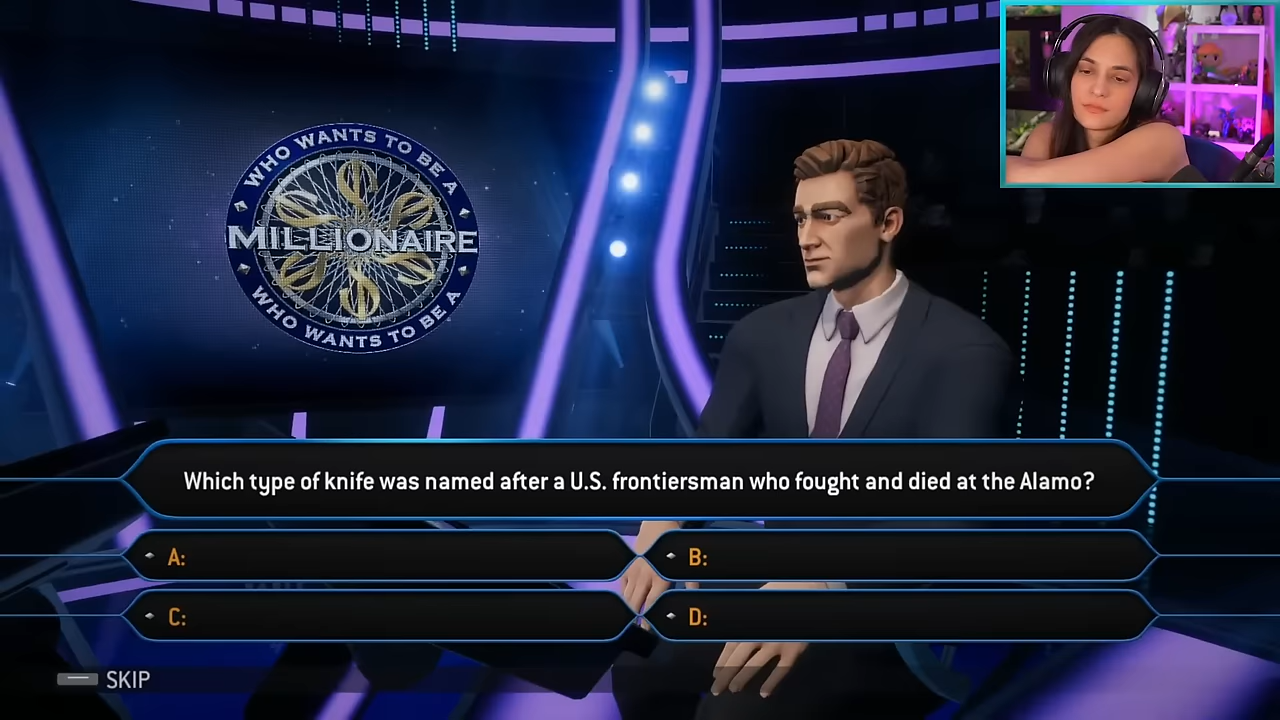 WHO WANTS TO BE A
MILLIONAIRE
WHO WANTS TO BE A
Which type of knife was named after a U.S. frontiersman who fought and died at the Alamo?
A:
B:
C:
D:
SKIP